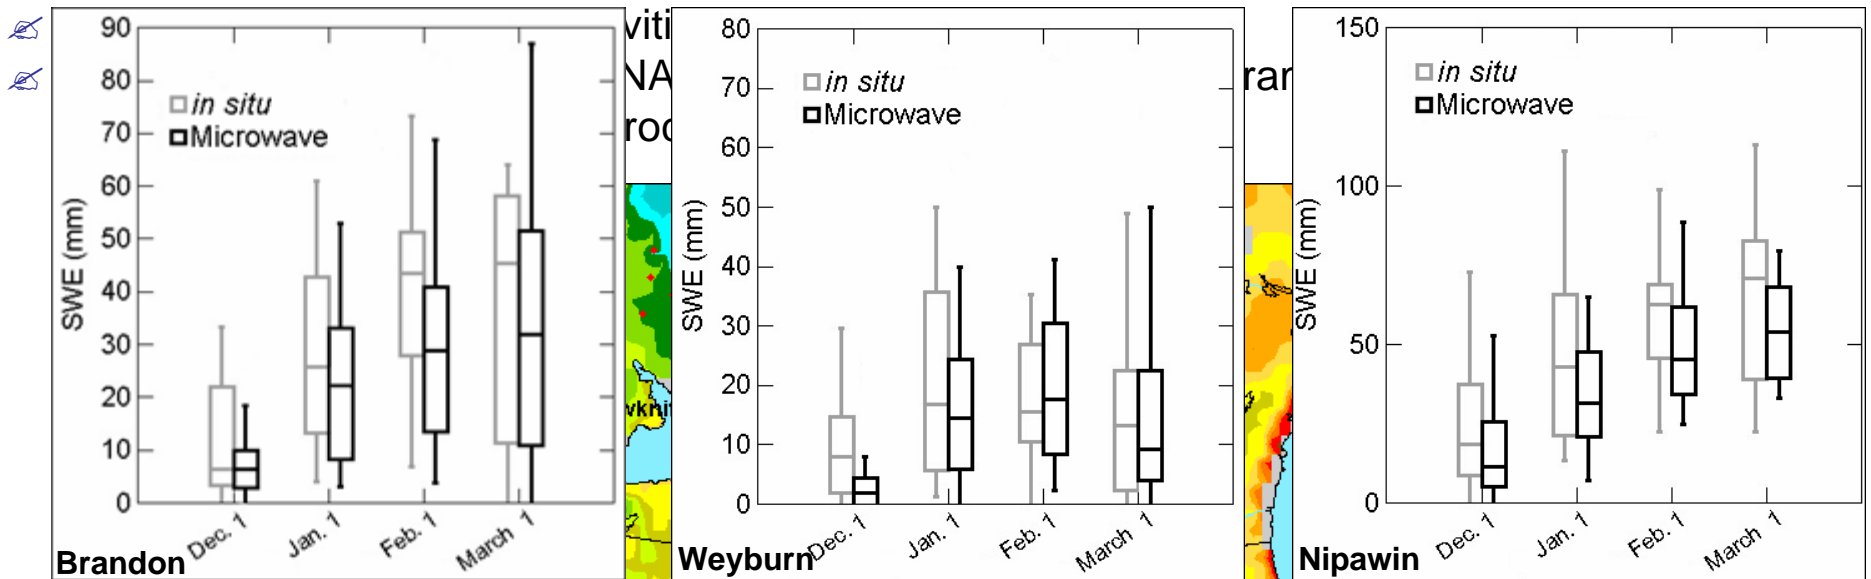 90
80
70
60
50
40
30
20
10
0
SWE (mm)
in situ
Microwave
Dec. 1
Jan. 1
Feb. 1
March 1
Brandon
80
70
60
50
40
30
20
10
0
SWE (mm)
in situ
Microwave
Dec. 1
Jan. 1
Feb. 1
March 1
Weyburn
150
100
50
0
SWE (mm)
in situ
Microwave
Dec. 1
Jan. 1
Feb. 1
March 1
Nipawin